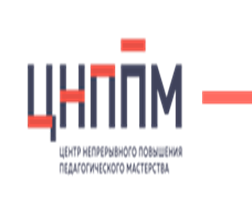 ЦНППМ
ЦЕНТР НЕПРЕРЫВНОГО ПОВЫШЕНИЯ
ПЕДАГОГИЧЕСКОГО МАСТЕРСТВА